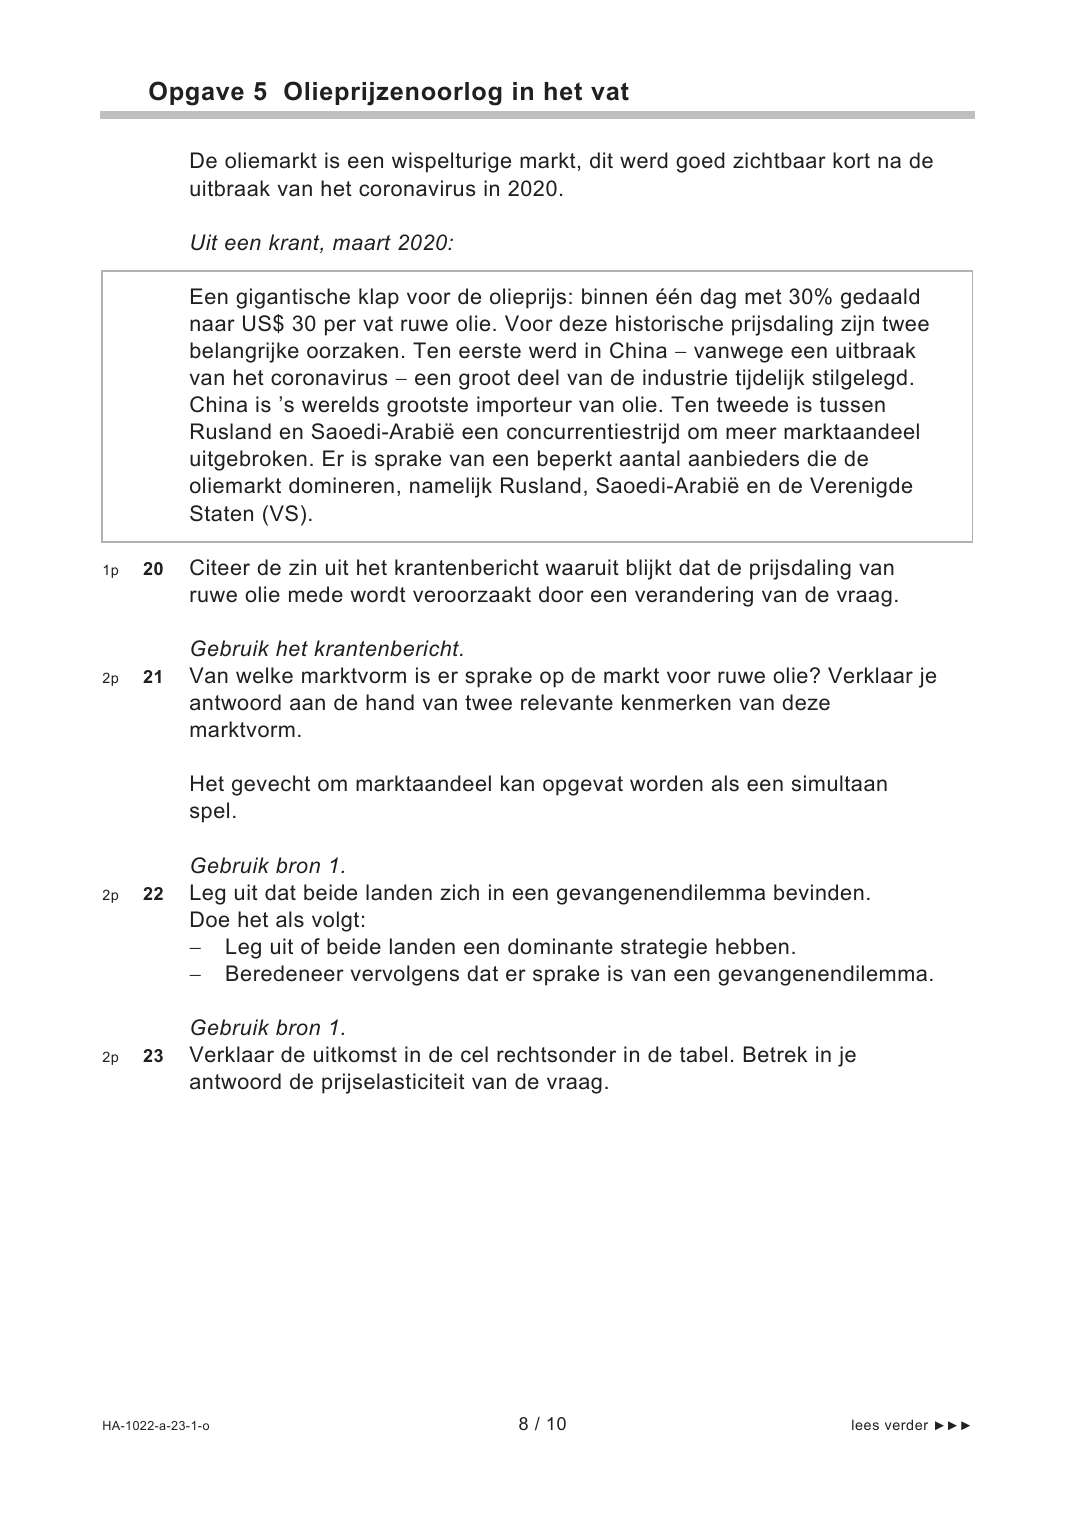 Opgave 5 Olieprijzenoorlog in het vat
De oliemarkt is een wispelturige markt, dit werd goed zichtbaar kort na de
uitbraak van het coronavirus in 2020.
Uit een krant, maart 2020:
Een gigantische klap voor de olieprijs: binnen één dag met 30% gedaald
naar US$ 30 per vat ruwe olie. Voor deze historische prijsdaling zijn twee
belangrijke oorzaken. Ten eerste werd in China – vanwege een uitbraak
van het coronavirus – een groot deel van de industrie tijdelijk stilgelegd.
China is ’s werelds grootste importeur van olie. Ten tweede is tussen
Rusland en Saoedi-Arabië een concurrentiestrijd om meer marktaandeel
uitgebroken. Er is sprake van een beperkt aantal aanbieders die de
oliemarkt domineren, namelijk Rusland, Saoedi-Arabië en de Verenigde
Staten (VS).
1p 20 Citeer de zin uit het krantenbericht waaruit blijkt dat de prijsdaling van
ruwe olie mede wordt veroorzaakt door een verandering van de vraag.
Gebruik het krantenbericht.
2p 21 Van welke marktvorm is er sprake op de markt voor ruwe olie? Verklaar je
antwoord aan de hand van twee relevante kenmerken van deze
marktvorm.
Het gevecht om marktaandeel kan opgevat worden als een simultaan
spel.
Gebruik bron 1.
2p 22 Leg uit dat beide landen zich in een gevangenendilemma bevinden.
Doe het als volgt:
– Leg uit of beide landen een dominante strategie hebben.
– Beredeneer vervolgens dat er sprake is van een gevangenendilemma.
Gebruik bron 1.
2p 23 Verklaar de uitkomst in de cel rechtsonder in de tabel. Betrek in je
antwoord de prijselasticiteit van de vraag.
HA-1022-a-23-1-o 8 / 10 lees verder ►►►